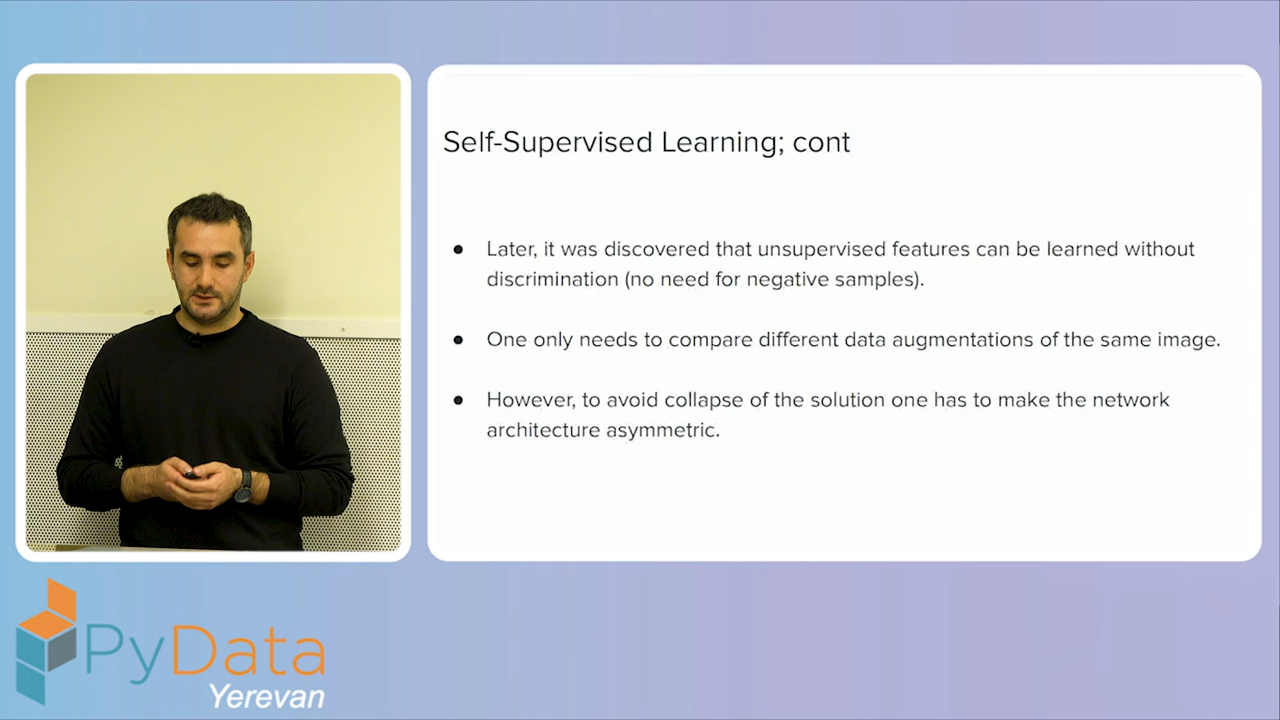 Self-Supervised Learning; cont
● Later, it was discovered that unsupervised features can be learned without
discrimination (no need for negative samples).
● One only needs to compare different data augmentations of the same image.
● However, to avoid collapse of the solution one has to make the network
architecture asymmetric.
PyData
Yerevan